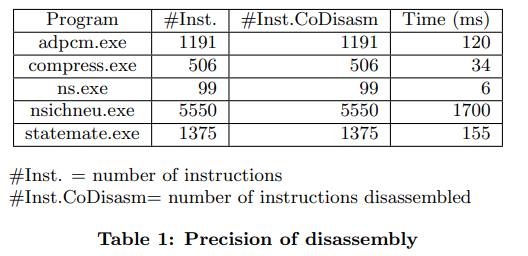 Program #Inst. #Inst.CoDisasm Time (ms)
adpcm.exe 1191 1191 120
compress.exe 506 506 34
ns.exe 99 99 6
nsichneu.exe 5550 5550 1700
statemate.exe 1375 1375 155
#Inst. = number of instructions
#Inst.CoDisasm= number of instructions disassembled
Table 1: Precision of disassembly